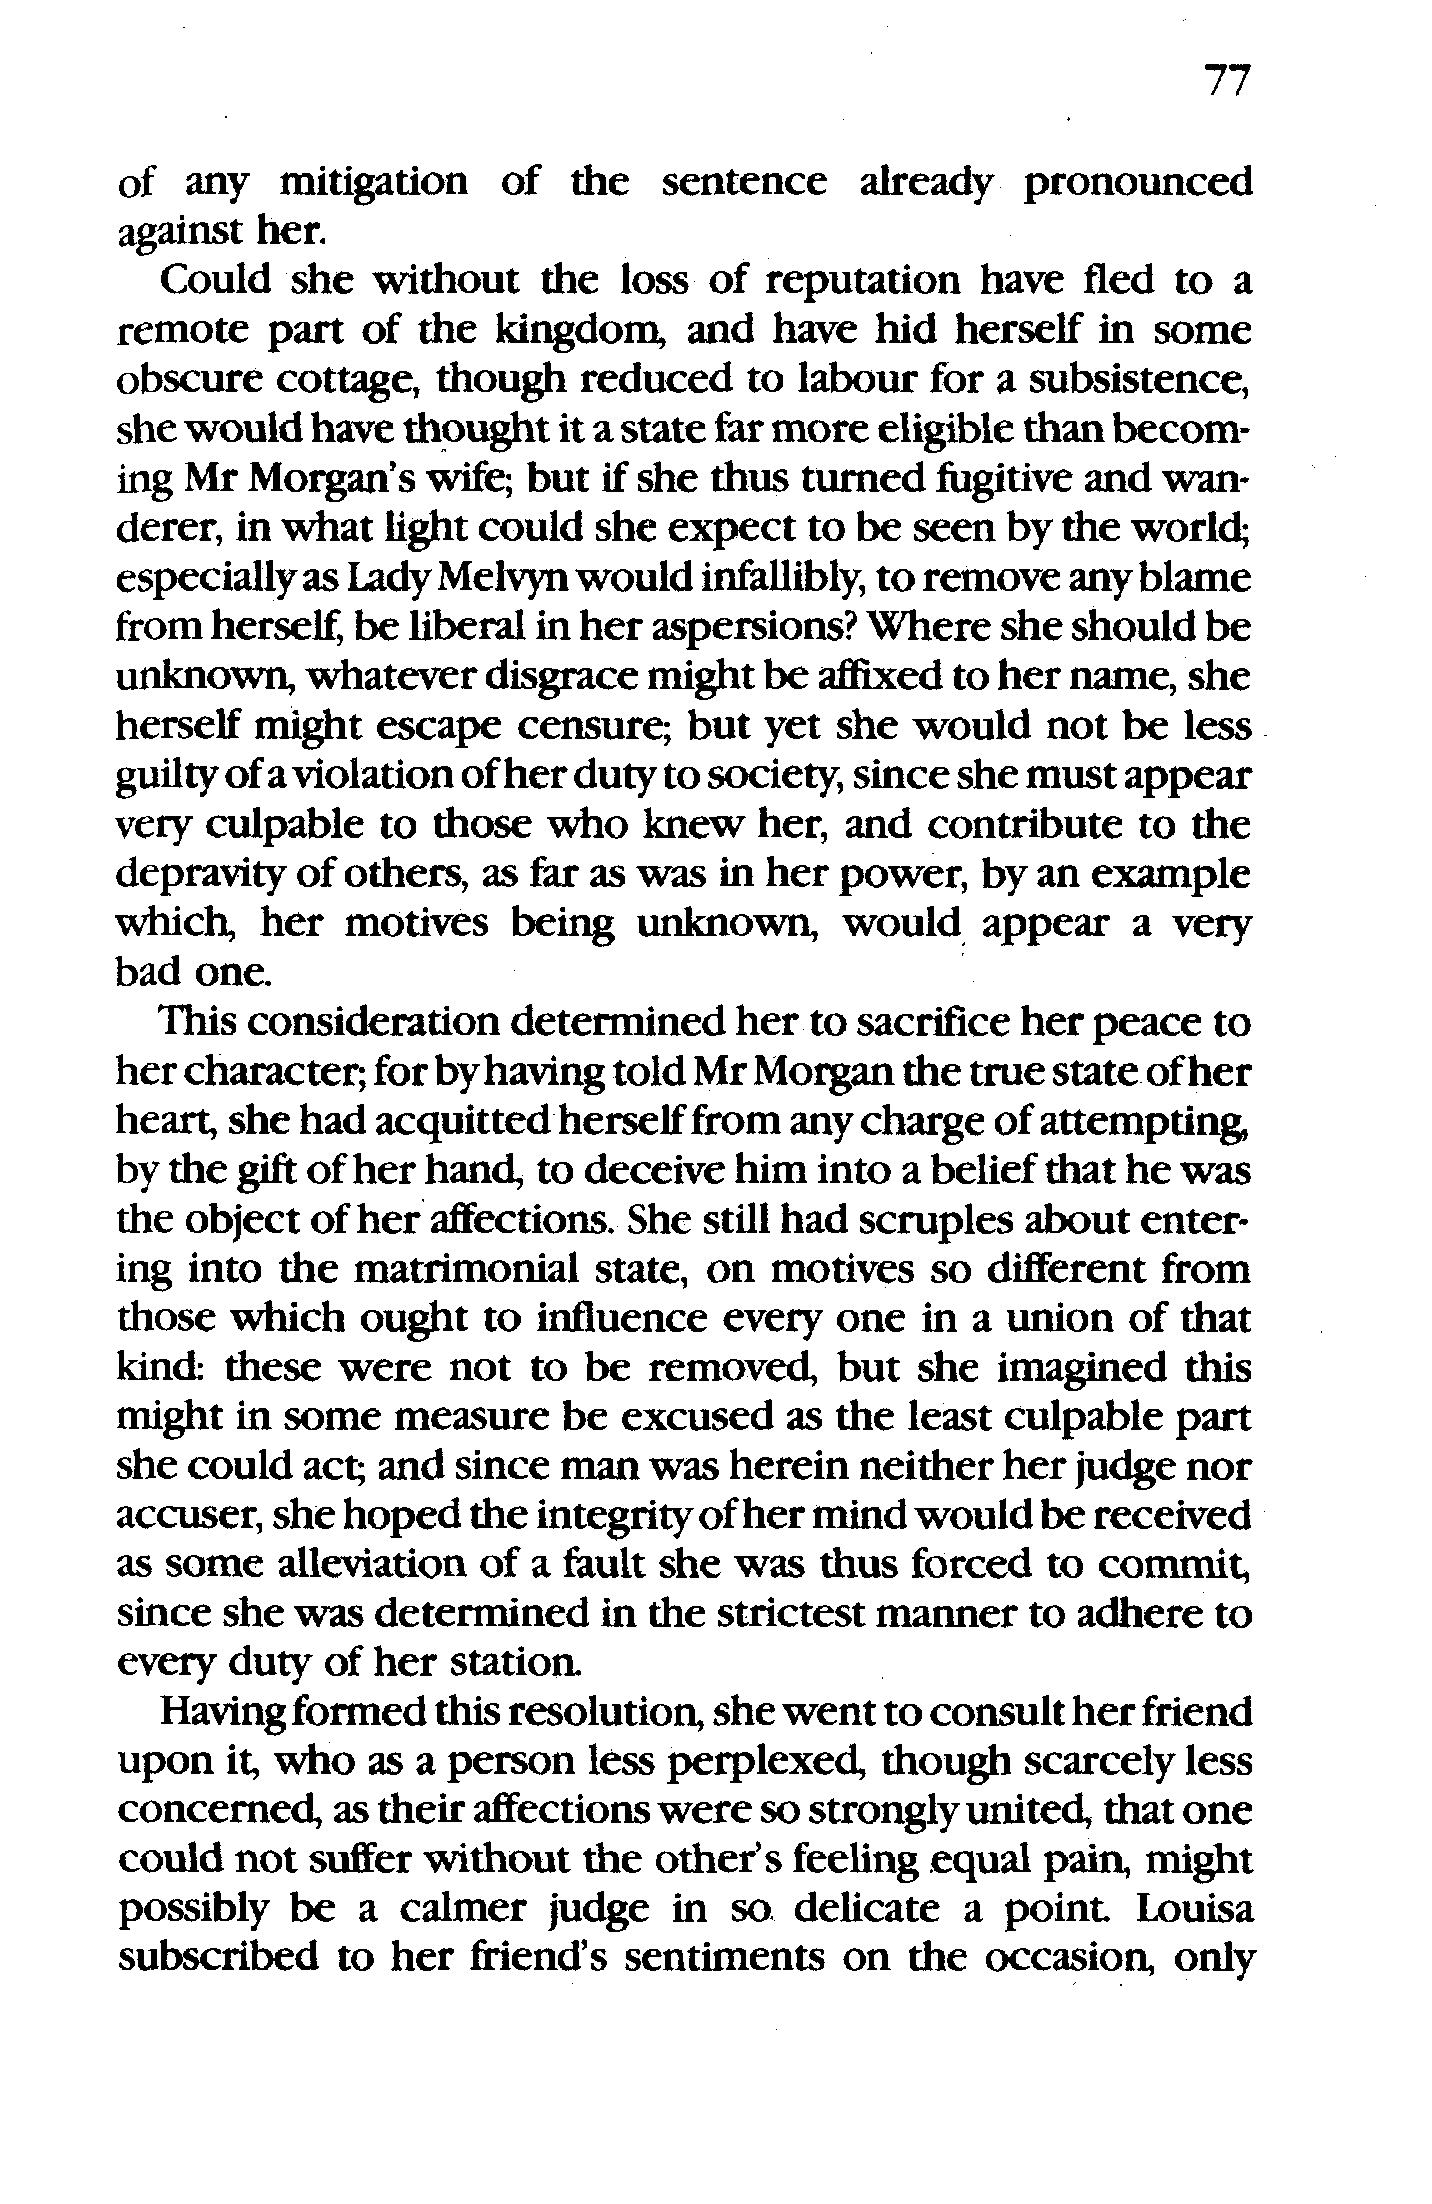 77
of any mitigation of the sentence already pronounced
against her.
Could she without the loss of reputation have fled to a
remote part of the kingdom, and have hid herself in some
obscure cottage, though reduced to labour for a subsistence,
she would have thought it a state far more eligible than becom-
ing Mr Morgan's wife; but if she thus turned fugitive and wan-
derer, in what light could she expect to be seen by the world;
especially as Lady Melvyn would infallibly, to remove any blame
from herself, be liberal in her aspersions? Where she should be
unknown, whatever disgrace might be affixed to her name, she
herself might escape censure; but yet she would not be less
guilty of a violation of her duty to society, since she must appear
very culpable to those who knew her, and contribute to the
depravity of others, as far as was in her power, by an example
which, her motives being unknown, would appear a very
bad one.
This consideration determined her to sacrifice her peace to
her character; for by having told Mr Morgan the true state of her
heart, she had acquitted herself from any charge of attempting,
by the gift of her hand, to deceive him into a belief that he was
the object of her affections. She still had scruples about enter-
ing into the matrimonial state, on motives so different from
those which ought to influence every one in a union of that
kind: these were not to be removed, but she imagined this
might in some measure be excused as the least culpable part
she could act; and since man was herein neither her judge nor
accuser, she hoped the integrity of her mind would be received
as some alleviation of a fault she was thus forced to commit,
since she was determined in the strictest manner to adhere to
every duty of her station.
Having formed this resolution, she went to consult her friend
upon it, who as a person less perplexed, though scarcely less
concerned, as their affections were so strongly united, that one
could not suffer without the other's feeling equal pain, might
possibly be a calmer judge in so delicate a point. Louisa
subscribed to her friend's sentiments on the occasion, only